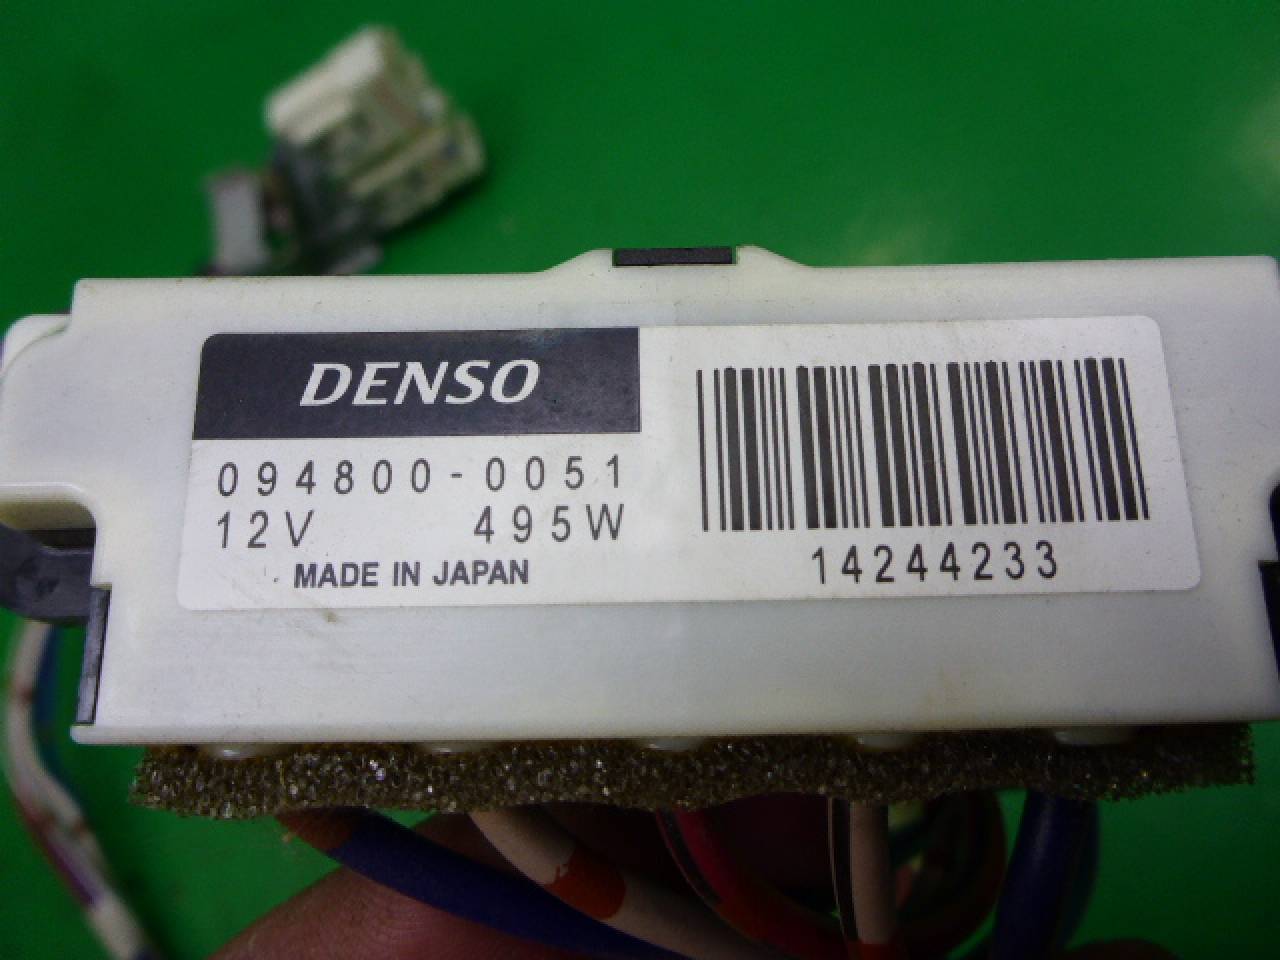 DENSO
094800-0051
12V 495W
MADE IN JAPAN
14244233